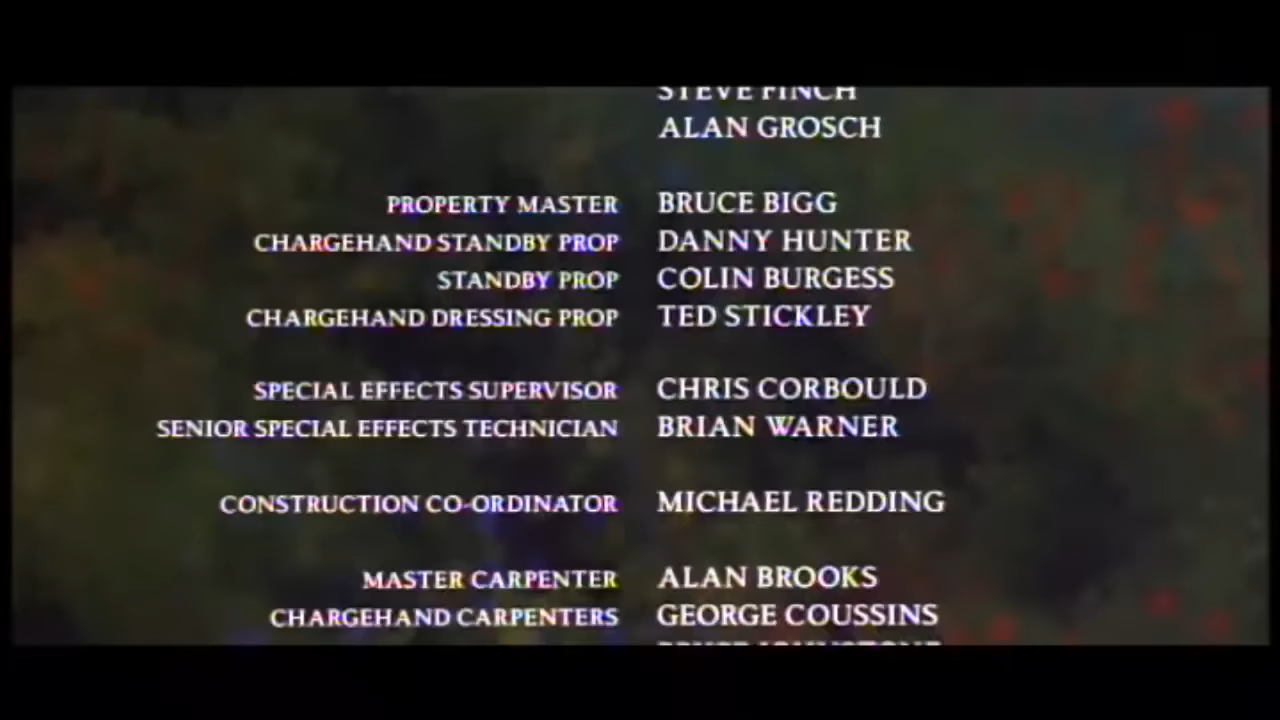 STEVE FINCH
ALAN GROSCH
PROPERTY MASTER BRUCE BIGG
CHARGEHAND STANDBY PROP DANNY HUNTER
STANDBY PROP COLIN BURGESS
CHARGEHAND DRESSING PROP TED STICKLEY
SPECIAL EFFECTS SUPERVISOR CHRIS CORBOULD
SENIOR SPECIAL EFFECTS TECHNICIAN BRIAN WARNER
CONSTRUCTION CO-ORDINATOR MICHAEL REDDING
MASTER CARPENTER ALAN BROOKS
CHARGEHAND CARPENTERS GEORGE COUSSINS